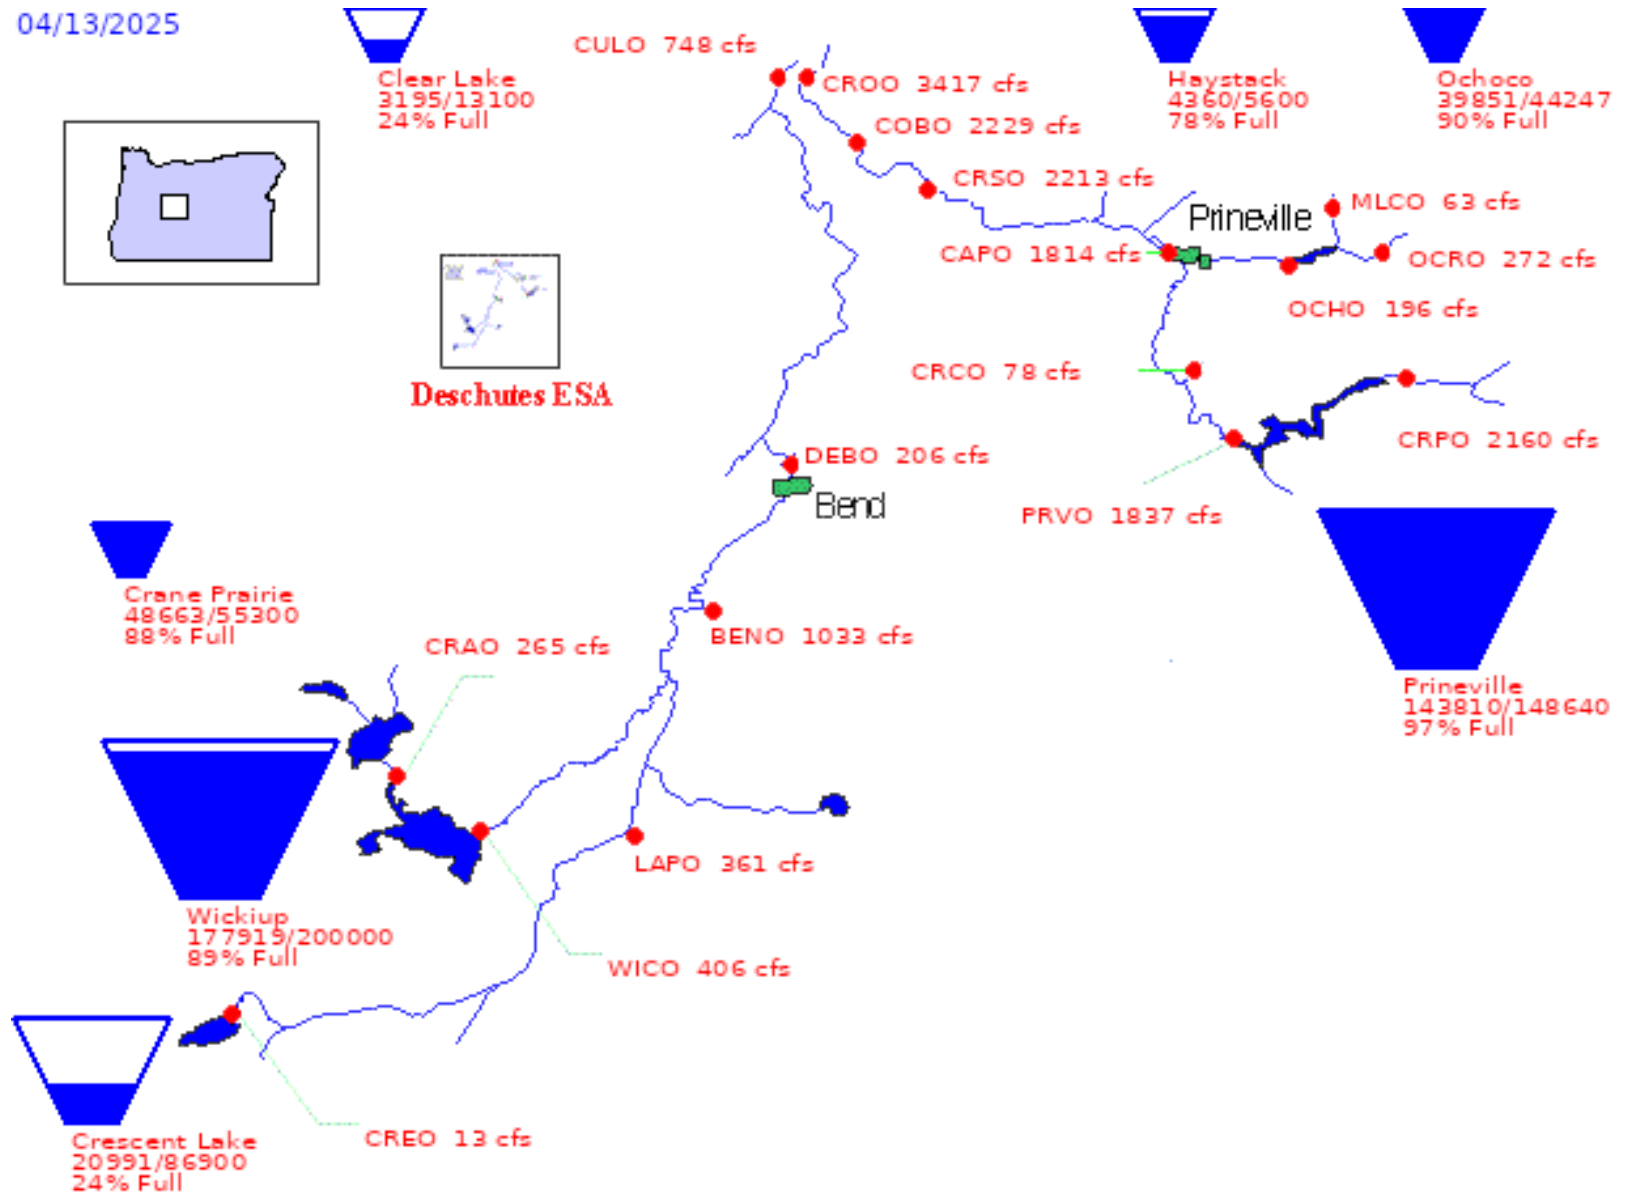 04/13/2025
Clear Lake
3195/13100
24% Full
CULO 748 cfs
CROO 3417 cfs
COBO 2229 cfs
CRSO 2213 cfs
Haystack
4360/5600
78% Full
Ochoco
39851/44247
90% Full
Prineville
MLCO 63 cfs
CAPO 1814 cfs
OCRO 272 cfs
OCHO 196 cfs
Deschutes ESA
CRCO 78 cfs
CRPO 2160 cfs
DEBO 206 cfs
Bend
PRVO 1837 cfs
Crane Prairie
48663/55300
88% Full
BENO 1033 cfs
CRAO 265 cfs
Prineville
143810/148640
97% Full
LAPO 361 cfs
Wickiup
177919/200000
89% Full
WICO 406 cfs
CREO 13 cfs
Crescent Lake
20991/86900
24% Full